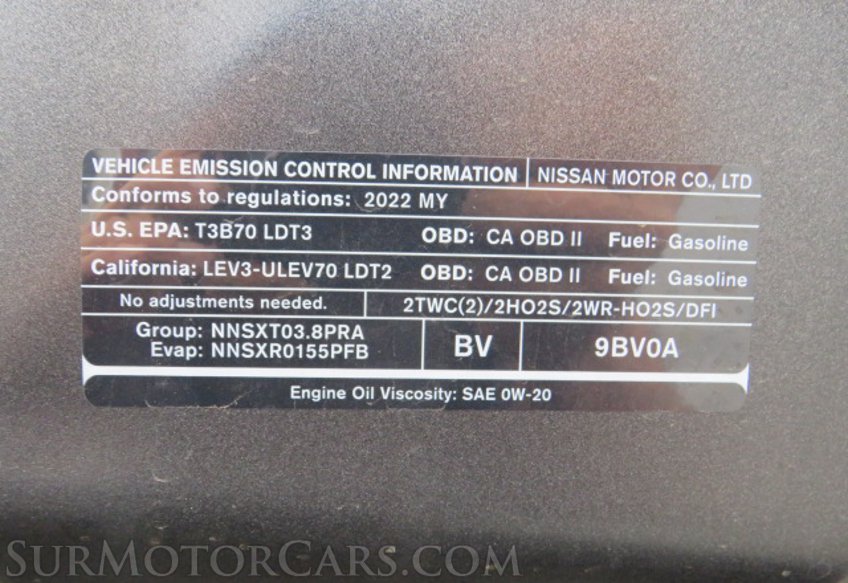 VEHICLE EMISSION CONTROL INFORMATION NISSAN MOTOR CO., LTD
Conforms to regulations: 2022 MY
U.S. EPA: T3B70 LDT3 OBD: CA OBD II Fuel: Gasoline
California: LEV3-ULEV70 LDT2 OBD: CA OBD II Fuel: Gasoline
No adjustments needed. 2TWC(2)/2HO2S/2WR-HO2S/DFI
Group: NNSXT03.8PRA
Evap: NNSXR0155PFB
BV 9BV0A
Engine Oil Viscosity: SAE 0W-20
SURMOTORCARS.COM